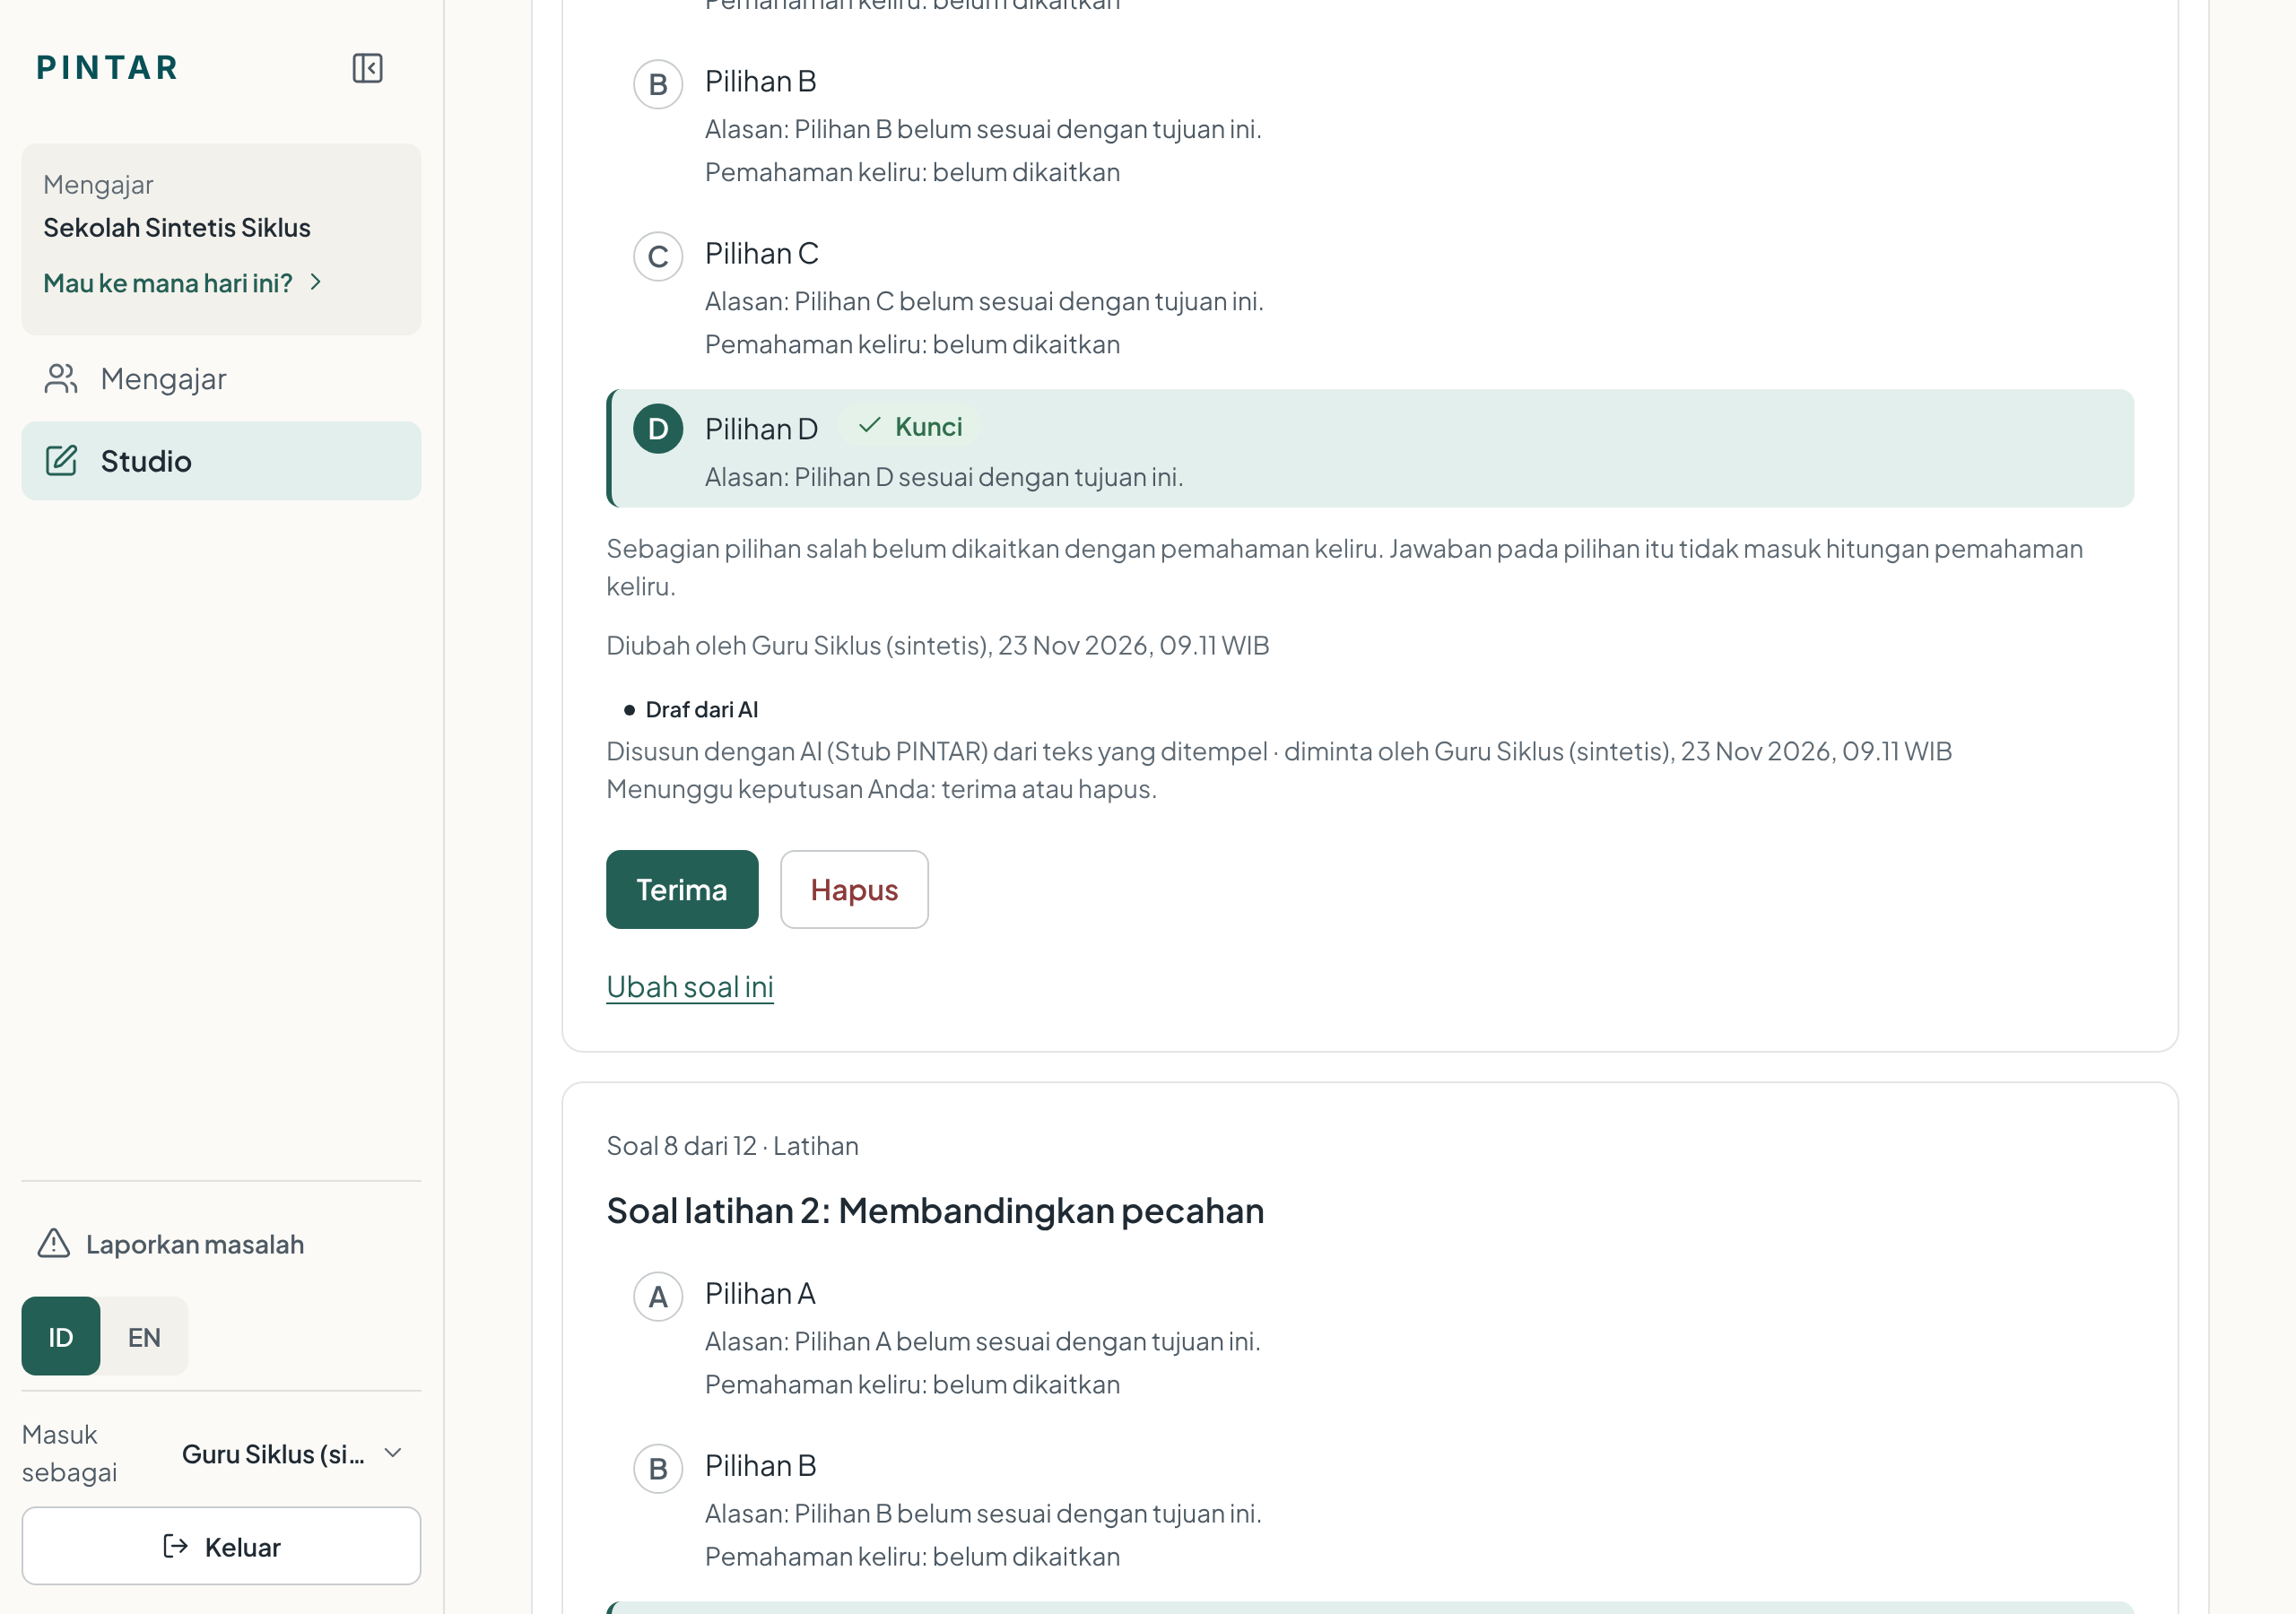 PINTAR
Mengajar
Sekolah Sintetis Siklus
Mau ke mana hari ini?
Mengajar
Studio
Laporkan masalah
ID
EN
Masuk sebagai
Guru Siklus (si...
Keluar
Pemahaman keliru: belum dikaitkan
B
Pilihan B
Alasan: Pilihan B belum sesuai dengan tujuan ini.
Pemahaman keliru: belum dikaitkan
C
Pilihan C
Alasan: Pilihan C belum sesuai dengan tujuan ini.
Pemahaman keliru: belum dikaitkan
D
Pilihan D
Kunci
Alasan: Pilihan D sesuai dengan tujuan ini.
Sebagian pilihan salah belum dikaitkan dengan pemahaman keliru. Jawaban pada pilihan itu tidak masuk hitungan pemahaman
keliru.
Diubah oleh Guru Siklus (sintetis), 23 Nov 2026, 09.11 WIB
Draf dari AI
Disusun dengan AI (Stub PINTAR) dari teks yang ditempel · diminta oleh Guru Siklus (sintetis), 23 Nov 2026, 09.11 WIB
Menunggu keputusan Anda: terima atau hapus.
Terima
Hapus
Ubah soal ini
Soal 8 dari 12 · Latihan
Soal latihan 2: Membandingkan pecahan
A
Pilihan A
Alasan: Pilihan A belum sesuai dengan tujuan ini.
Pemahaman keliru: belum dikaitkan
B
Pilihan B
Alasan: Pilihan B belum sesuai dengan tujuan ini.
Pemahaman keliru: belum dikaitkan